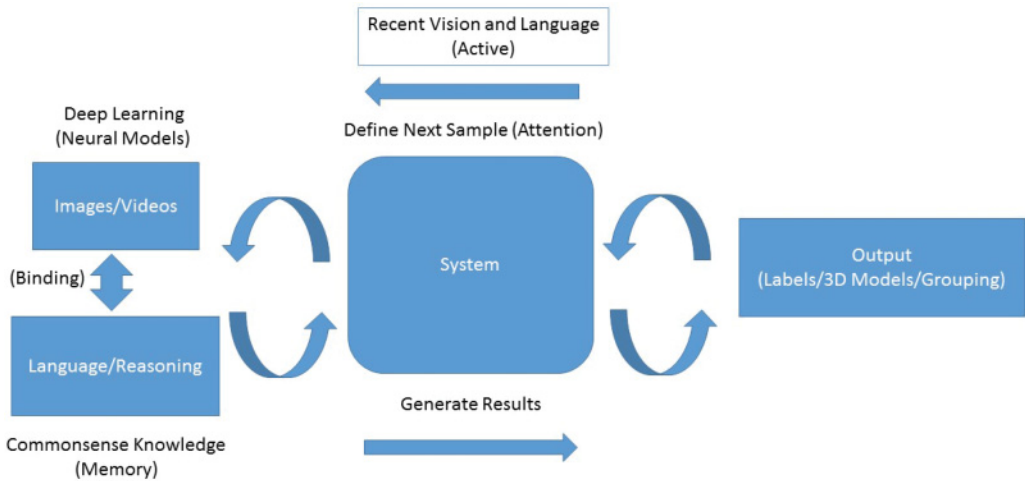 Recent Vision and Language
(Active)
Deep Learning
(Neural Models)
Define Next Sample (Attention)
Images/Videos
(Binding)
System
Output
(Labels/3D Models/Grouping)
Language/Reasoning
Generate Results
Commonsense Knowledge
(Memory)